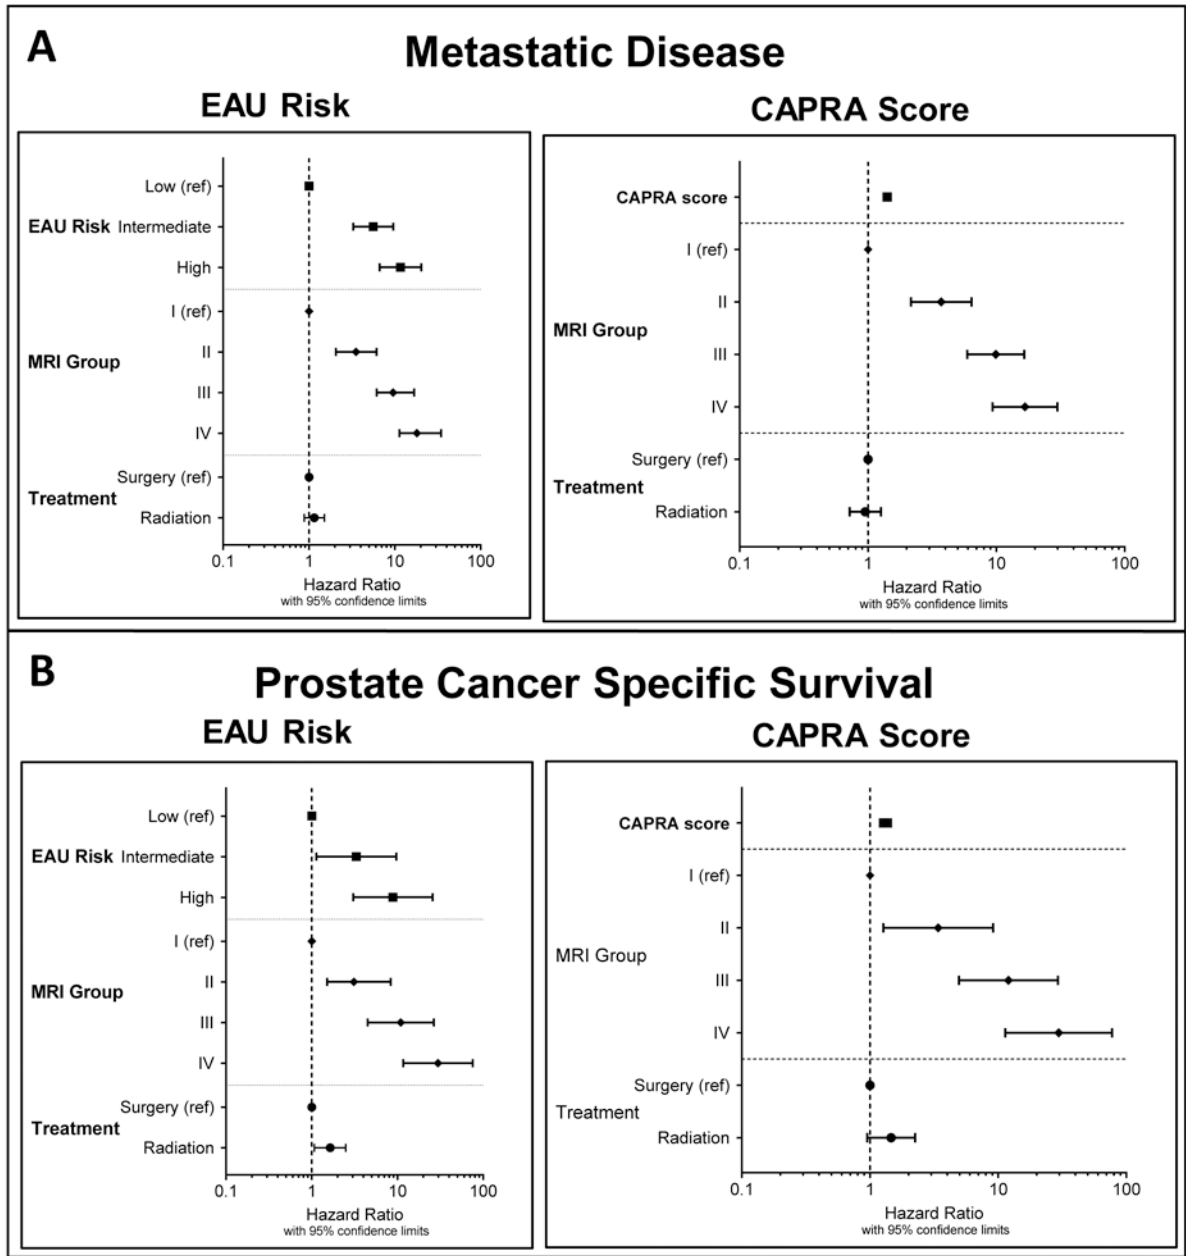 A
Metastatic Disease
EAU Risk
Low (ref)
EAU Risk Intermediate
High
I (ref)
MRI Group
II
III
IV
Surgery (ref)
Treatment
Radiation
0.1 1 10 100
Hazard Ratio
with 95% confidence limits
CAPRA Score
CAPRA score
I (ref)
II
MRI Group
III
IV
Surgery (ref)
Treatment
Radiation
0.1 1 10 100
Hazard Ratio
with 95% confidence limits
B
Prostate Cancer Specific Survival
EAU Risk
Low (ref)
EAU Risk Intermediate
High
I (ref)
II
MRI Group
III
IV
Surgery (ref)
Treatment
Radiation
0.1 1 10 100
Hazard Ratio
with 95% confidence limits
CAPRA Score
CAPRA score
I (ref)
II
MRI Group
III
IV
Surgery (ref)
Treatment
Radiation
0.1 1 10 100
Hazard Ratio
with 95% confidence limits